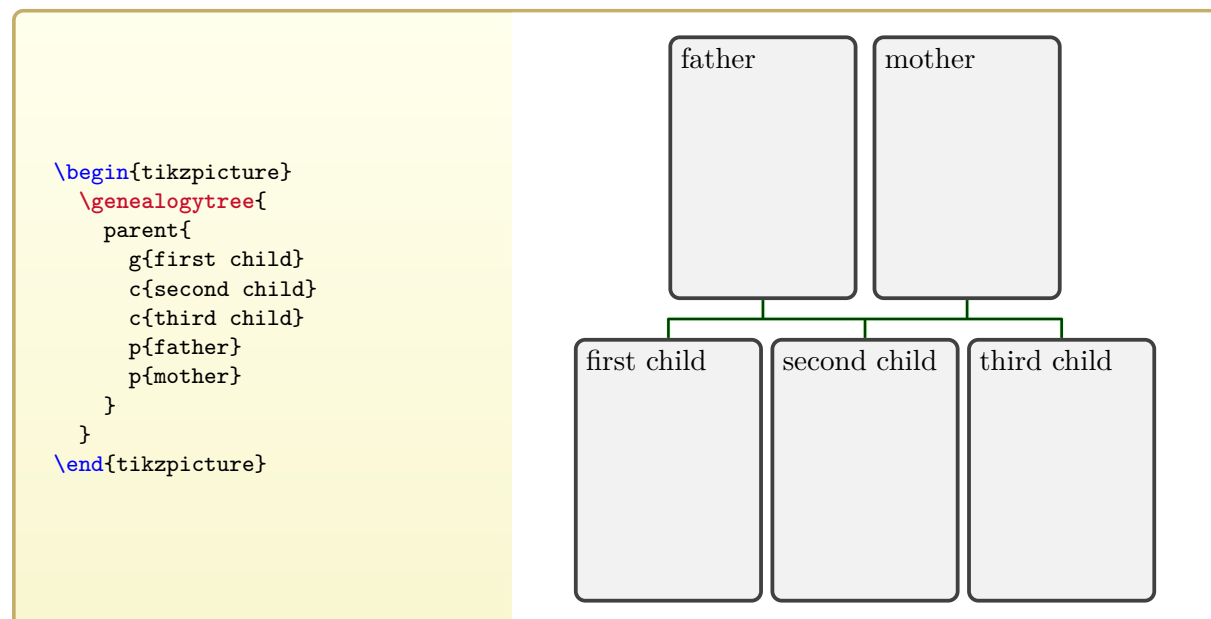 \begin{tikzpicture}
  \genealogytree{
    parent{
      g{first child}
      c{second child}
      c{third child}
      p{father}
      p{mother}
    }
  }
\end{tikzpicture}
father
mother
first child
second child
third child